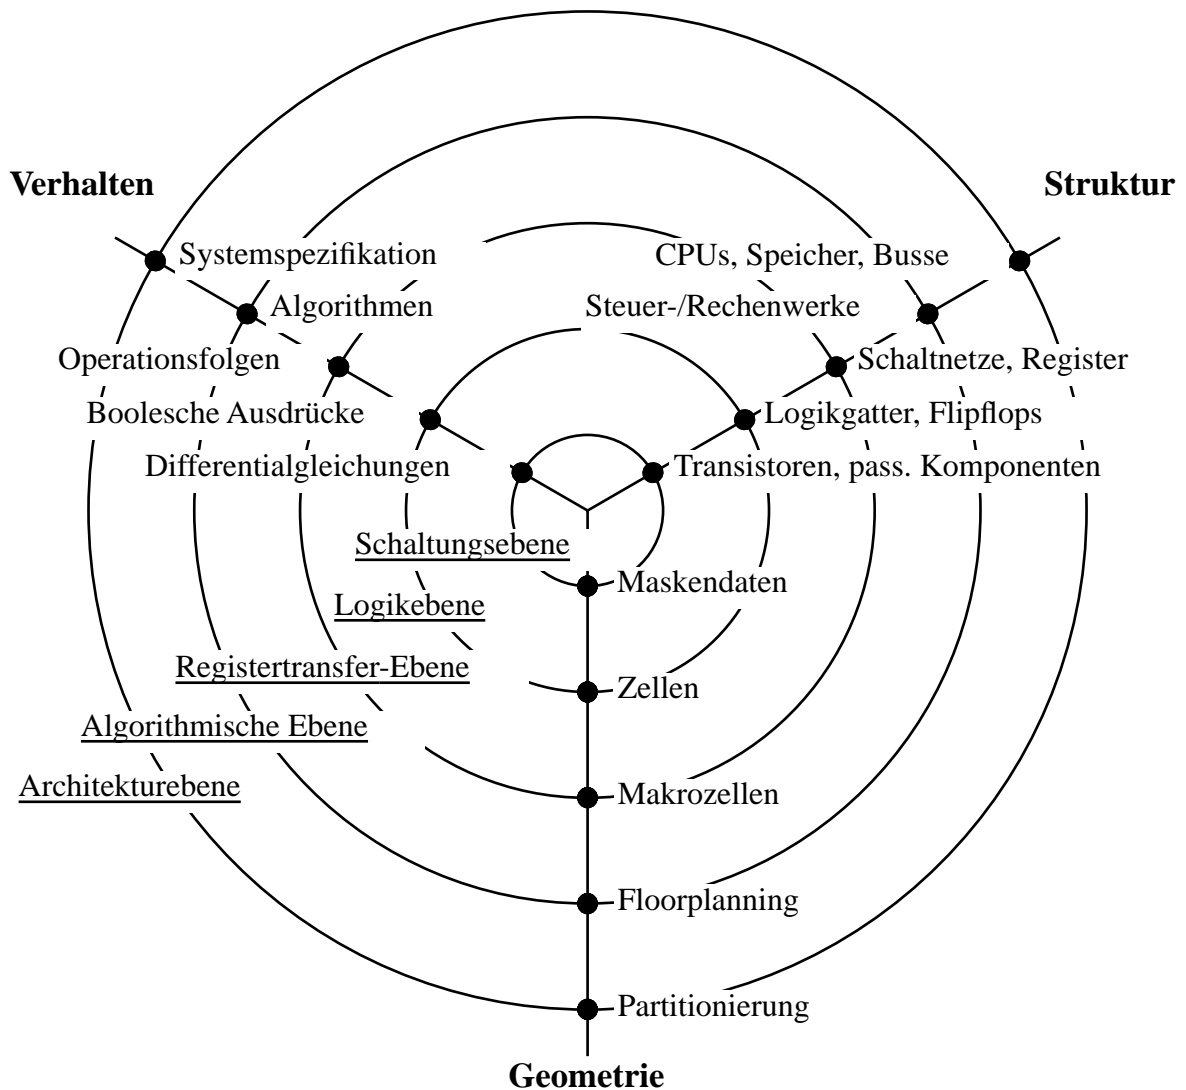 Verhalten
Struktur
Systemspezifikation
CPUs, Speicher, Busse
Algorithmen
Steuer-/Rechenwerke
Operationsfolgen
Schaltnetze, Register
Boolesche Ausdrücke
Logikgatter, Flipflops
Differentialgleichungen
Transistoren, pass. Komponenten
Schaltungsebene
Maskendaten
Logikebene
Registertransfer-Ebene
Zellen
Algorithmische Ebene
Architekturebene
Makrozellen
Floorplanning
Partitionierung
Geometrie